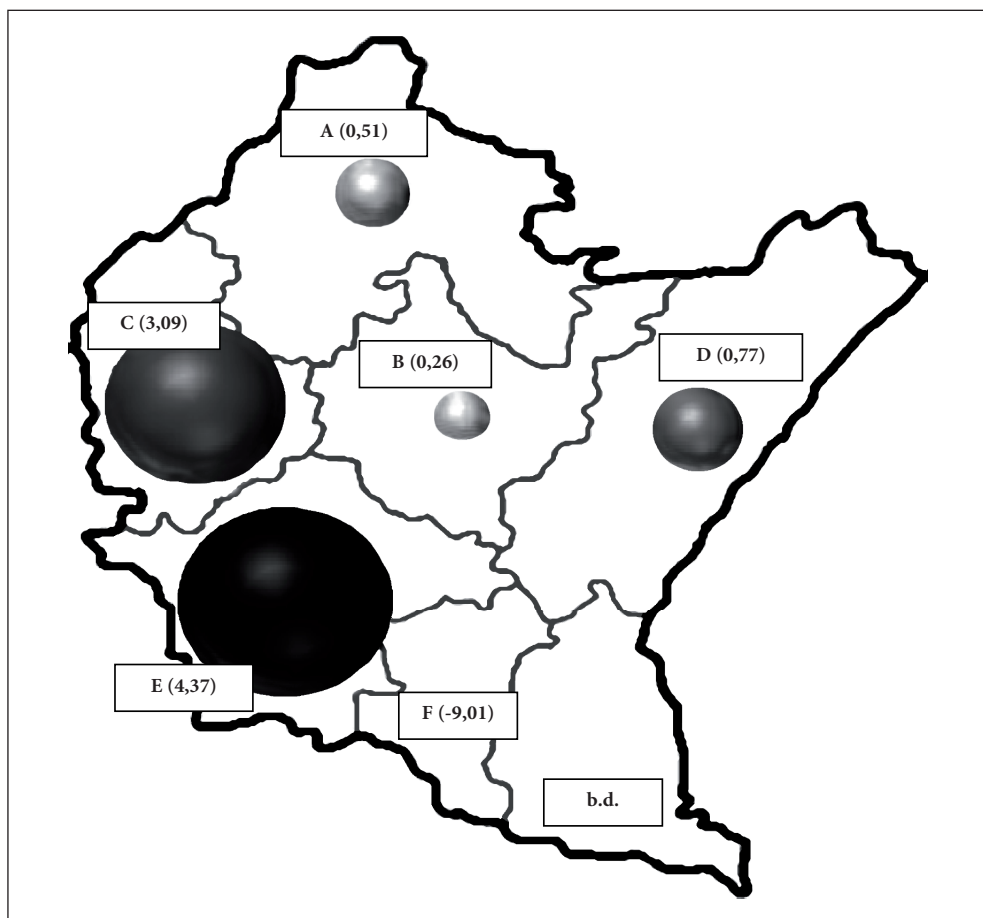 A (0,51)
C (3,09)
B (0,26)
D (0,77)
E (4,37)
F (-9,01)
b.d.